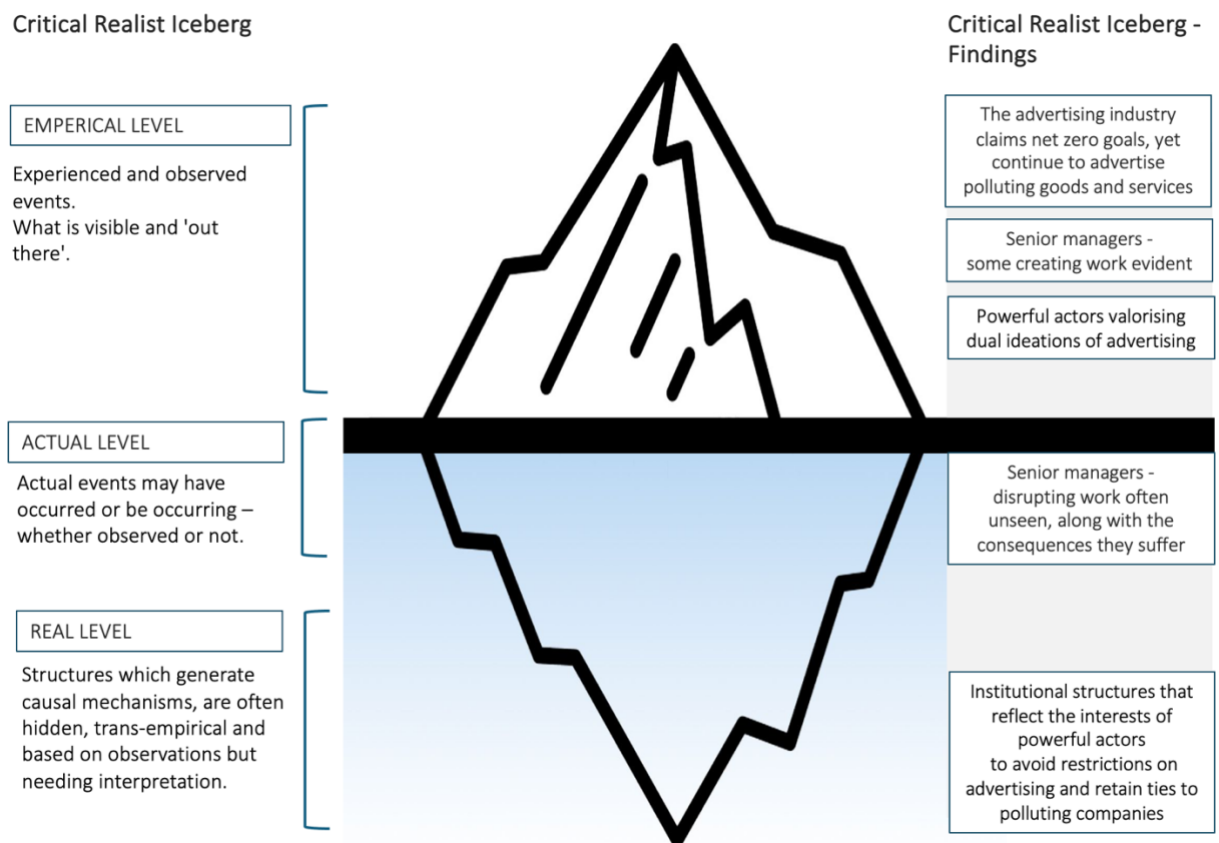 Critical Realist Iceberg
EMPERICAL LEVEL
Experienced and observed
events.
What is visible and 'out
there'.
ACTUAL LEVEL
Actual events may have
occurred or be occurring –
whether observed or not.
REAL LEVEL
Structures which generate
causal mechanisms, are often
hidden, trans-empirical and
based on observations but
needing interpretation.
Critical Realist Iceberg -
Findings
The advertising industry
claims net zero goals, yet
continue to advertise
polluting goods and services
Senior managers -
some creating work evident
Powerful actors valorising
dual ideations of advertising
Senior managers -
disrupting work often
unseen, along with the
consequences they suffer
Institutional structures that
reflect the interests of
powerful actors
to avoid restrictions on
advertising and retain ties to
polluting companies